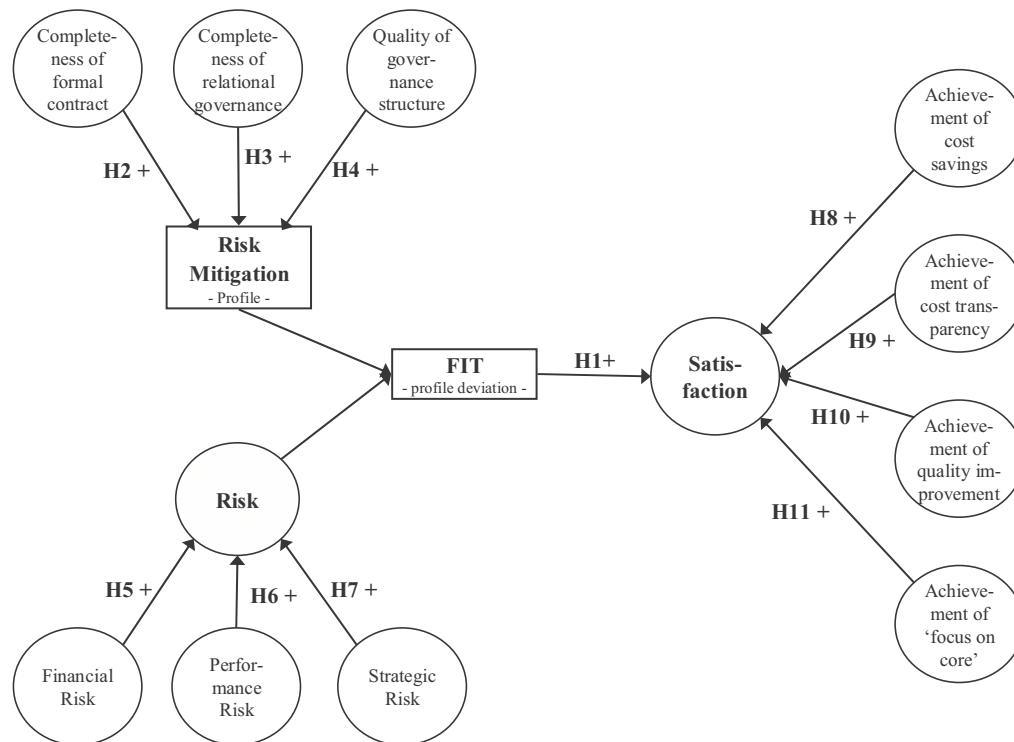 Complete-
ness of
formal
contract
Complete-
ness of
relational
governance
Quality of
gover-
nance
structure
H2 +
H3 +
H4 +
Risk
Mitigation
- Profile -
FIT
- profile deviation -
H1+
Satis-
faction
Achieve-
ment of
cost
savings
H8 +
Achieve-
ment of
cost trans-
parency
H9 +
Achieve-
ment of
quality im-
provement
H10 +
Achieve-
ment of
‘focus on
core’
H11 +
Risk
H5 +
H6 +
H7 +
Financial
Risk
Perfor-
mance
Risk
Strategic
Risk